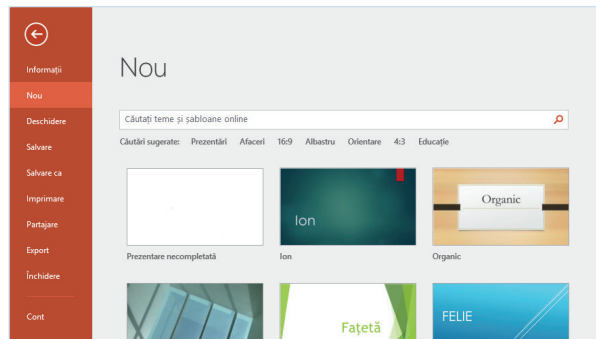 Informații
Nou
Deschidere
Salvare
Salvare ca
Imprimare
Partajare
Export
Închidere
Cont
Nou
Căutați teme și șabloane online
Căutări sugerate: Prezentări Afaceri 16:9 Albastru Orientare 4:3 Educație
Ion
Organic
Prezentare necompletată Ion Organic
Fațetă
FELIE